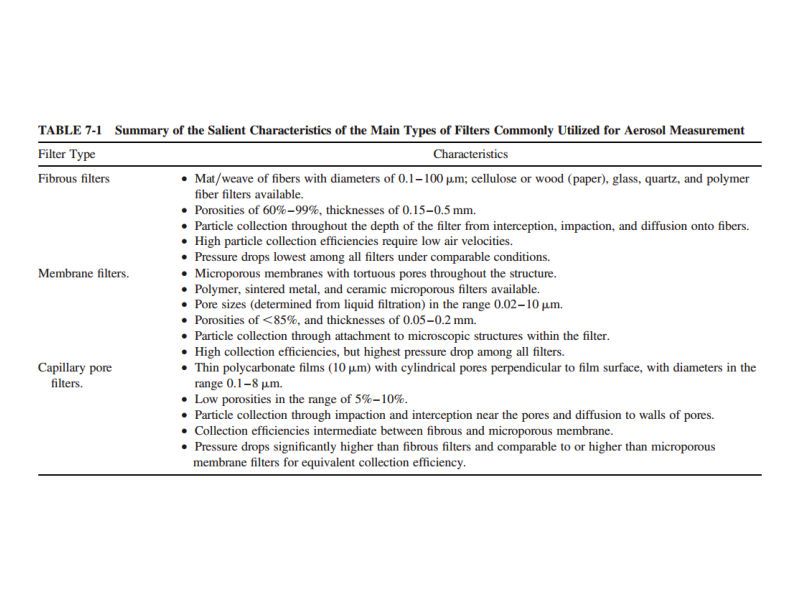 TABLE 7-1 Summary of the Salient Characteristics of the Main Types of Filters Commonly Utilized for Aerosol Measurement
Filter Type Characteristics
Fibrous filters • Mat/weave of fibers with diameters of 0.1–100 μm; cellulose or wood (paper), glass, quartz, and polymer
fiber filters available.
• Porosities of 60%–99%, thicknesses of 0.15–0.5 mm.
• Particle collection throughout the depth of the filter from interception, impaction, and diffusion onto fibers.
• High particle collection efficiencies require low air velocities.
• Pressure drops lowest among all filters under comparable conditions.
Membrane filters. • Microporous membranes with tortuous pores throughout the structure.
• Polymer, sintered metal, and ceramic microporous filters available.
• Pore sizes (determined from liquid filtration) in the range 0.02–10 μm.
• Porosities of <85%, and thicknesses of 0.05–0.2 mm.
• Particle collection through attachment to microscopic structures within the filter.
• High collection efficiencies, but highest pressure drop among all filters.
Capillary pore • Thin polycarbonate films (10 μm) with cylindrical pores perpendicular to film surface, with diameters in the
filters. range 0.1–8 μm.
• Low porosities in the range of 5%–10%.
• Particle collection through impaction and interception near the pores and diffusion to walls of pores.
• Collection efficiencies intermediate between fibrous and microporous membrane.
• Pressure drops significantly higher than fibrous filters and comparable to or higher than microporous
membrane filters for equivalent collection efficiency.